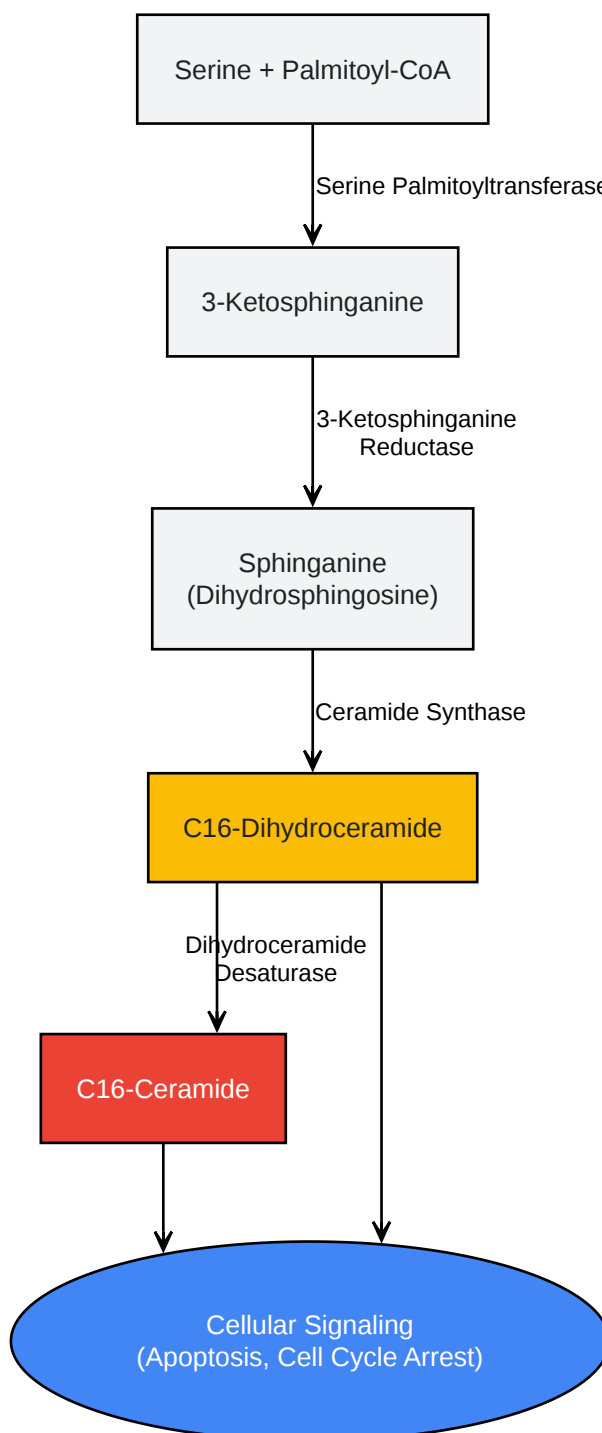 Serine + Palmitoyl-CoA
Serine Palmitoyltransferase
3-Ketosphinganine
3-Ketosphinganine
Reductase
Sphinganine
(Dihydrosphingosine)
Ceramide Synthase
C16-Dihydroceramide
Dihydroceramide
Desaturase
C16-Ceramide
Cellular Signaling
(Apoptosis, Cell Cycle Arrest)